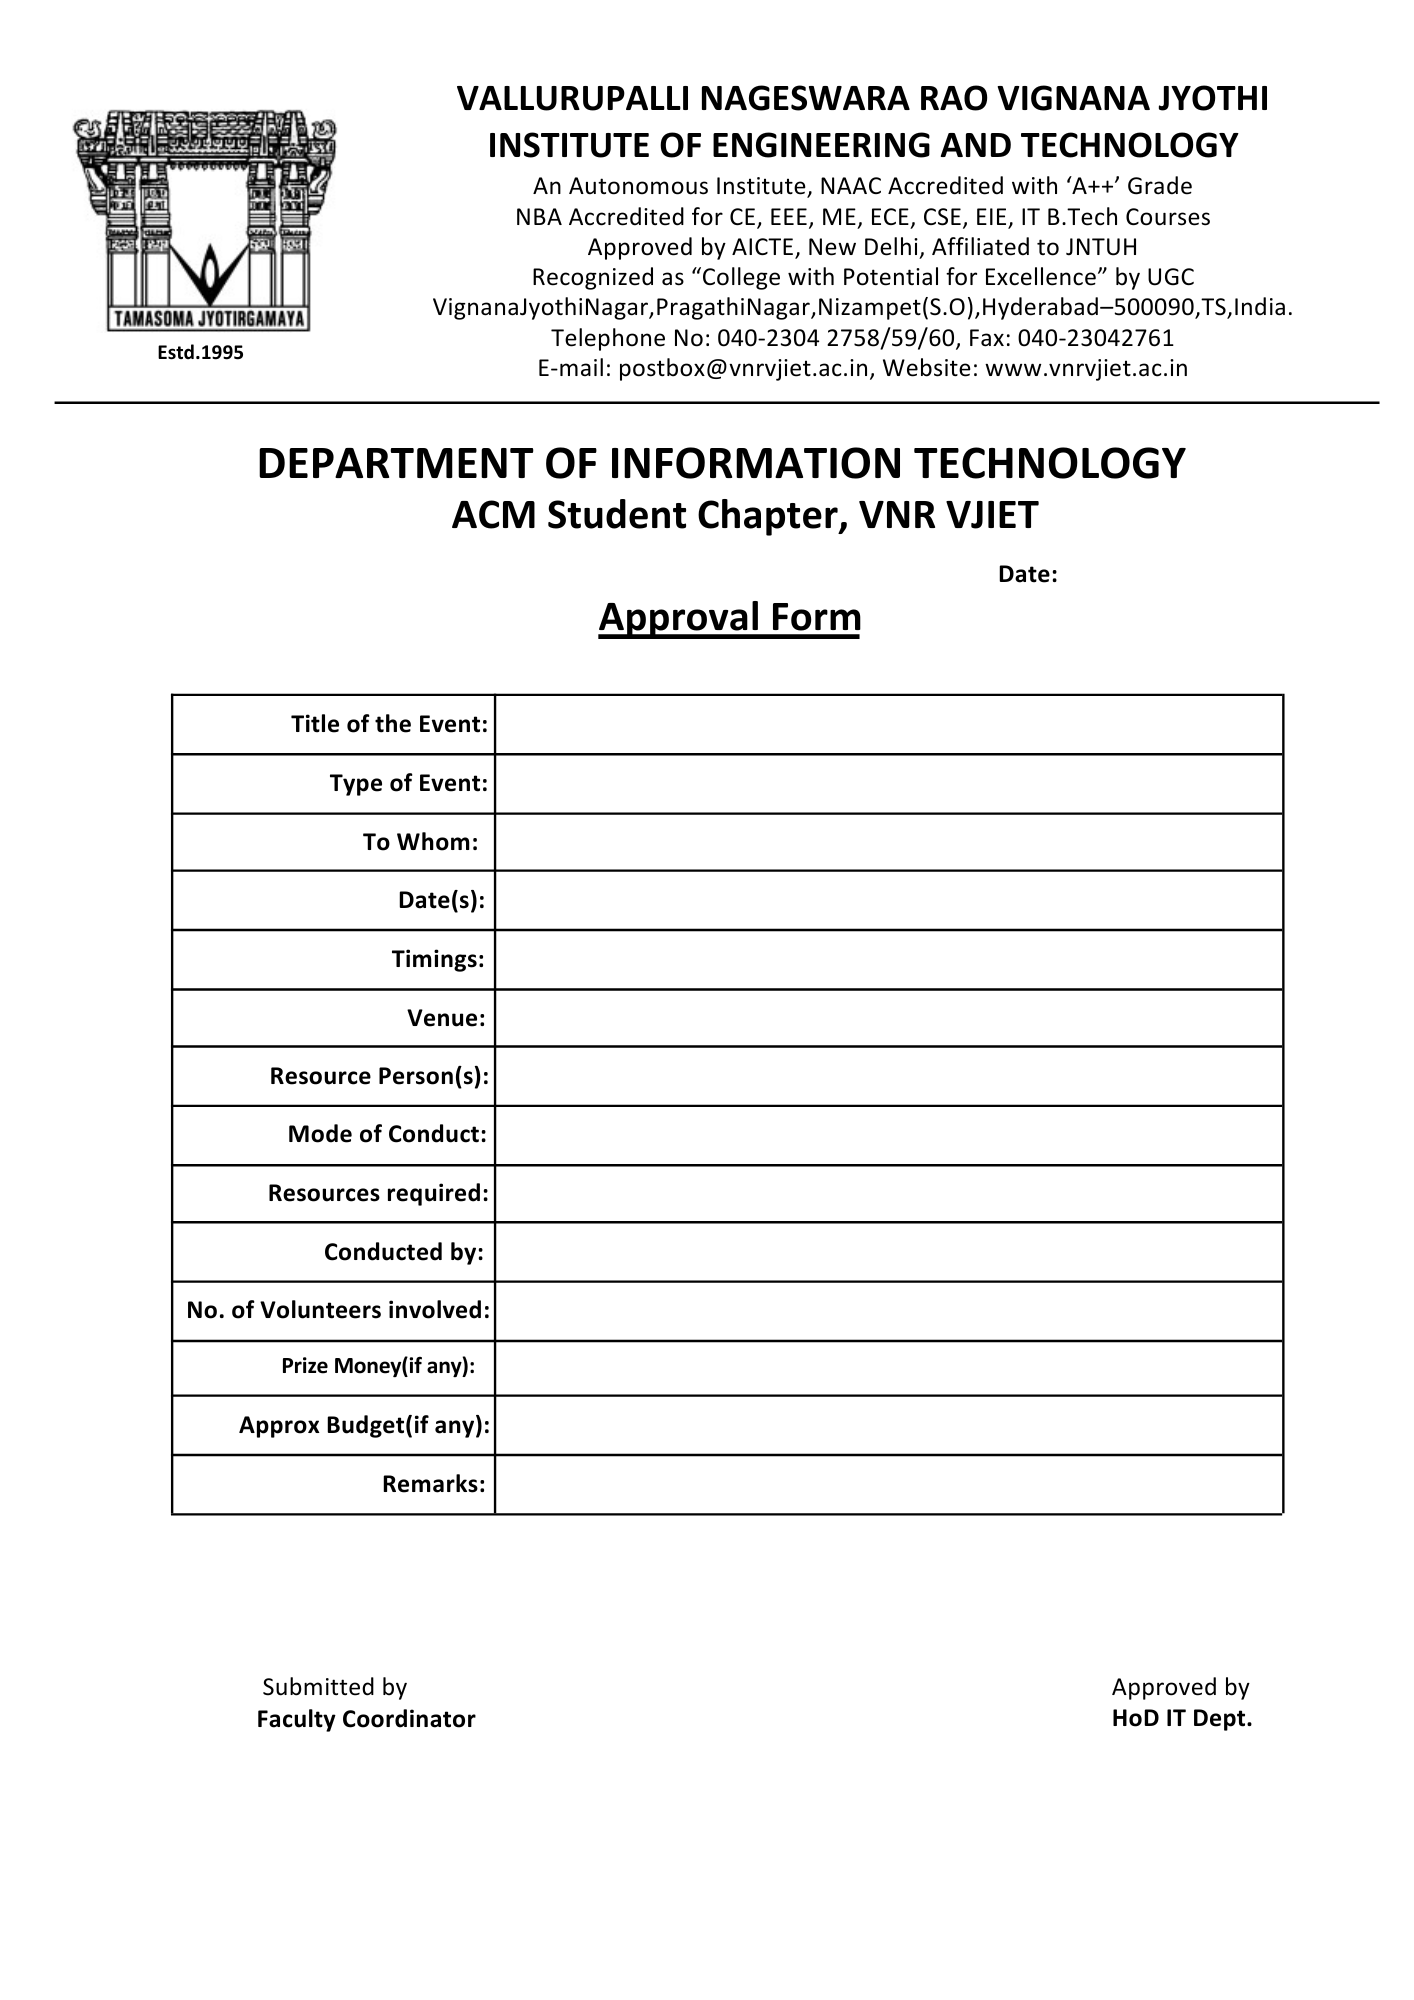 VALLURUPALLI NAGESWARA RAO VIGNANA JYOTHI
INSTITUTE OF ENGINEERING AND TECHNOLOGY
An Autonomous Institute, NAAC Accredited with ‘A++’ Grade
NBA Accredited for CE, EEE, ME, ECE, CSE, EIE, IT B.Tech Courses
Approved by AICTE, New Delhi, Affiliated to JNTUH
Recognized as “College with Potential for Excellence” by UGC
VignanaJyothiNagar,PragathiNagar,Nizampet(S.O),Hyderabad–500090,TS,India.
Telephone No: 040-2304 2758/59/60, Fax: 040-23042761
E-mail: postbox@vnrvjiet.ac.in, Website: www.vnrvjiet.ac.in
TAMASOMA JYOTIRGAMAYA
Estd.1995
DEPARTMENT OF INFORMATION TECHNOLOGY
ACM Student Chapter, VNR VJIET
Date:
Approval Form
Title of the Event:
Type of Event:
To Whom:
Date(s):
Timings:
Venue:
Resource Person(s):
Mode of Conduct:
Resources required:
Conducted by:
No. of Volunteers involved:
Prize Money(if any):
Approx Budget(if any):
Remarks:
Submitted by
Faculty Coordinator
Approved by
HoD IT Dept.